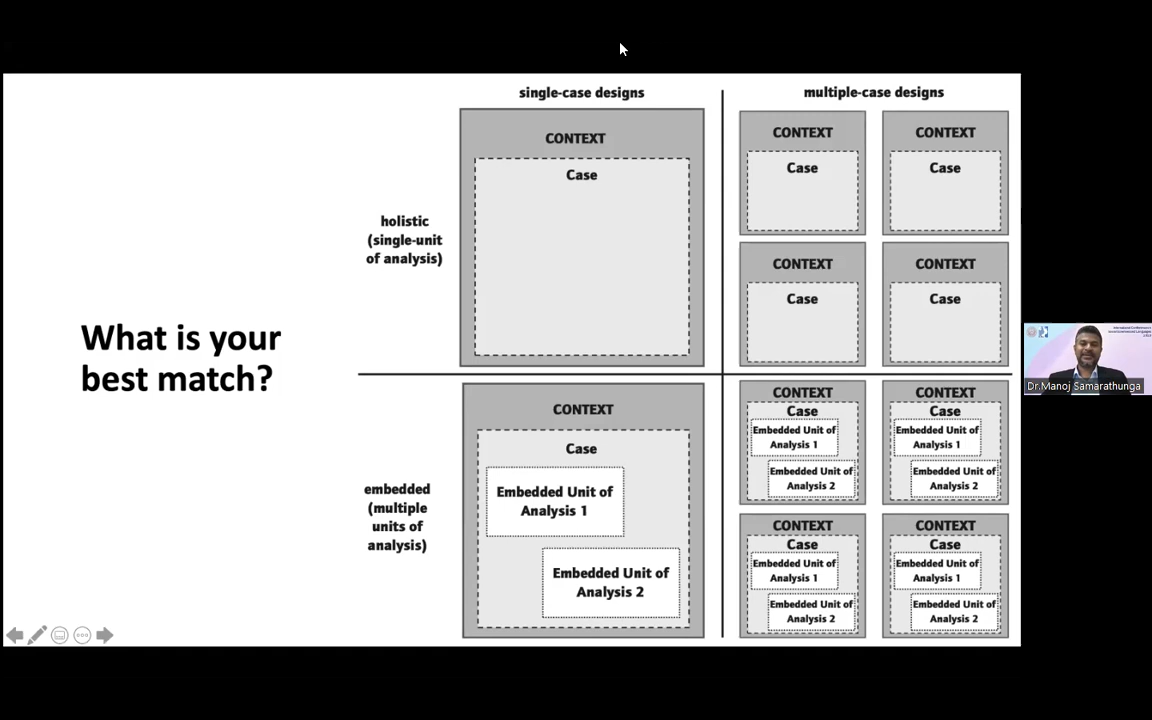 What is your
best match?
single-case designs
multiple-case designs
holistic
(single-unit
of analysis)
CONTEXT
Case
CONTEXT
Case
CONTEXT
Case
CONTEXT
Case
CONTEXT
Case
embedded
(multiple
units of
analysis)
CONTEXT
Case
Embedded Unit of
Analysis 1
Embedded Unit of
Analysis 2
CONTEXT
Case
Embedded Unit of
Analysis 1
Embedded Unit of
Analysis 2
CONTEXT
Case
Embedded Unit of
Analysis 1
Embedded Unit of
Analysis 2
CONTEXT
Case
Embedded Unit of
Analysis 1
Embedded Unit of
Analysis 2
CONTEXT
Case
Embedded Unit of
Analysis 1
Embedded Unit of
Analysis 2
Dr.Manoj Samarathunga